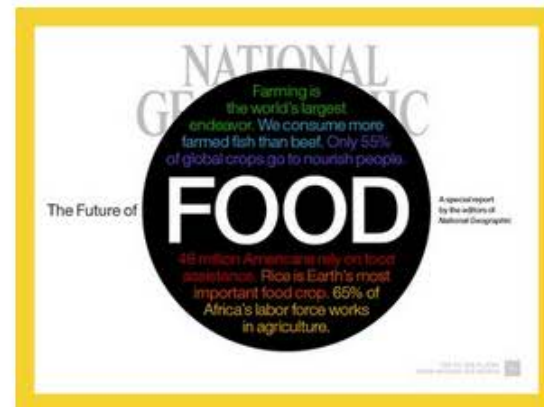 NATIONAL
GEOGRAPHIC
Farming is
the world's largest
endeavor. We consume more
farmed fish than beef. Only 55%
of global crops go to nourish people.
The Future of FOOD
A special report
by the editors of
National Geographic
48 million Americans rely on food
assistance. Rice is Earth's most
important food crop. 65% of
Africa's labor force works
in agriculture.